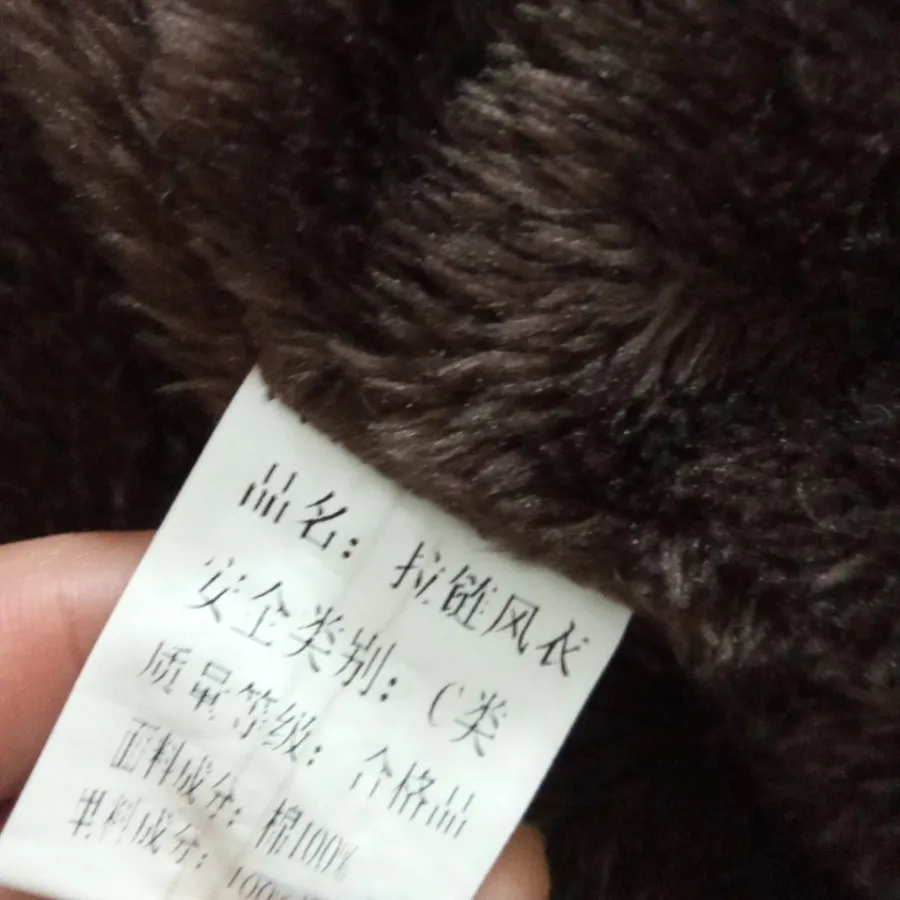 品名：拉链风衣
安全类别：C类
质量等级：合格品
面料成分：棉100%
里料成分：100%